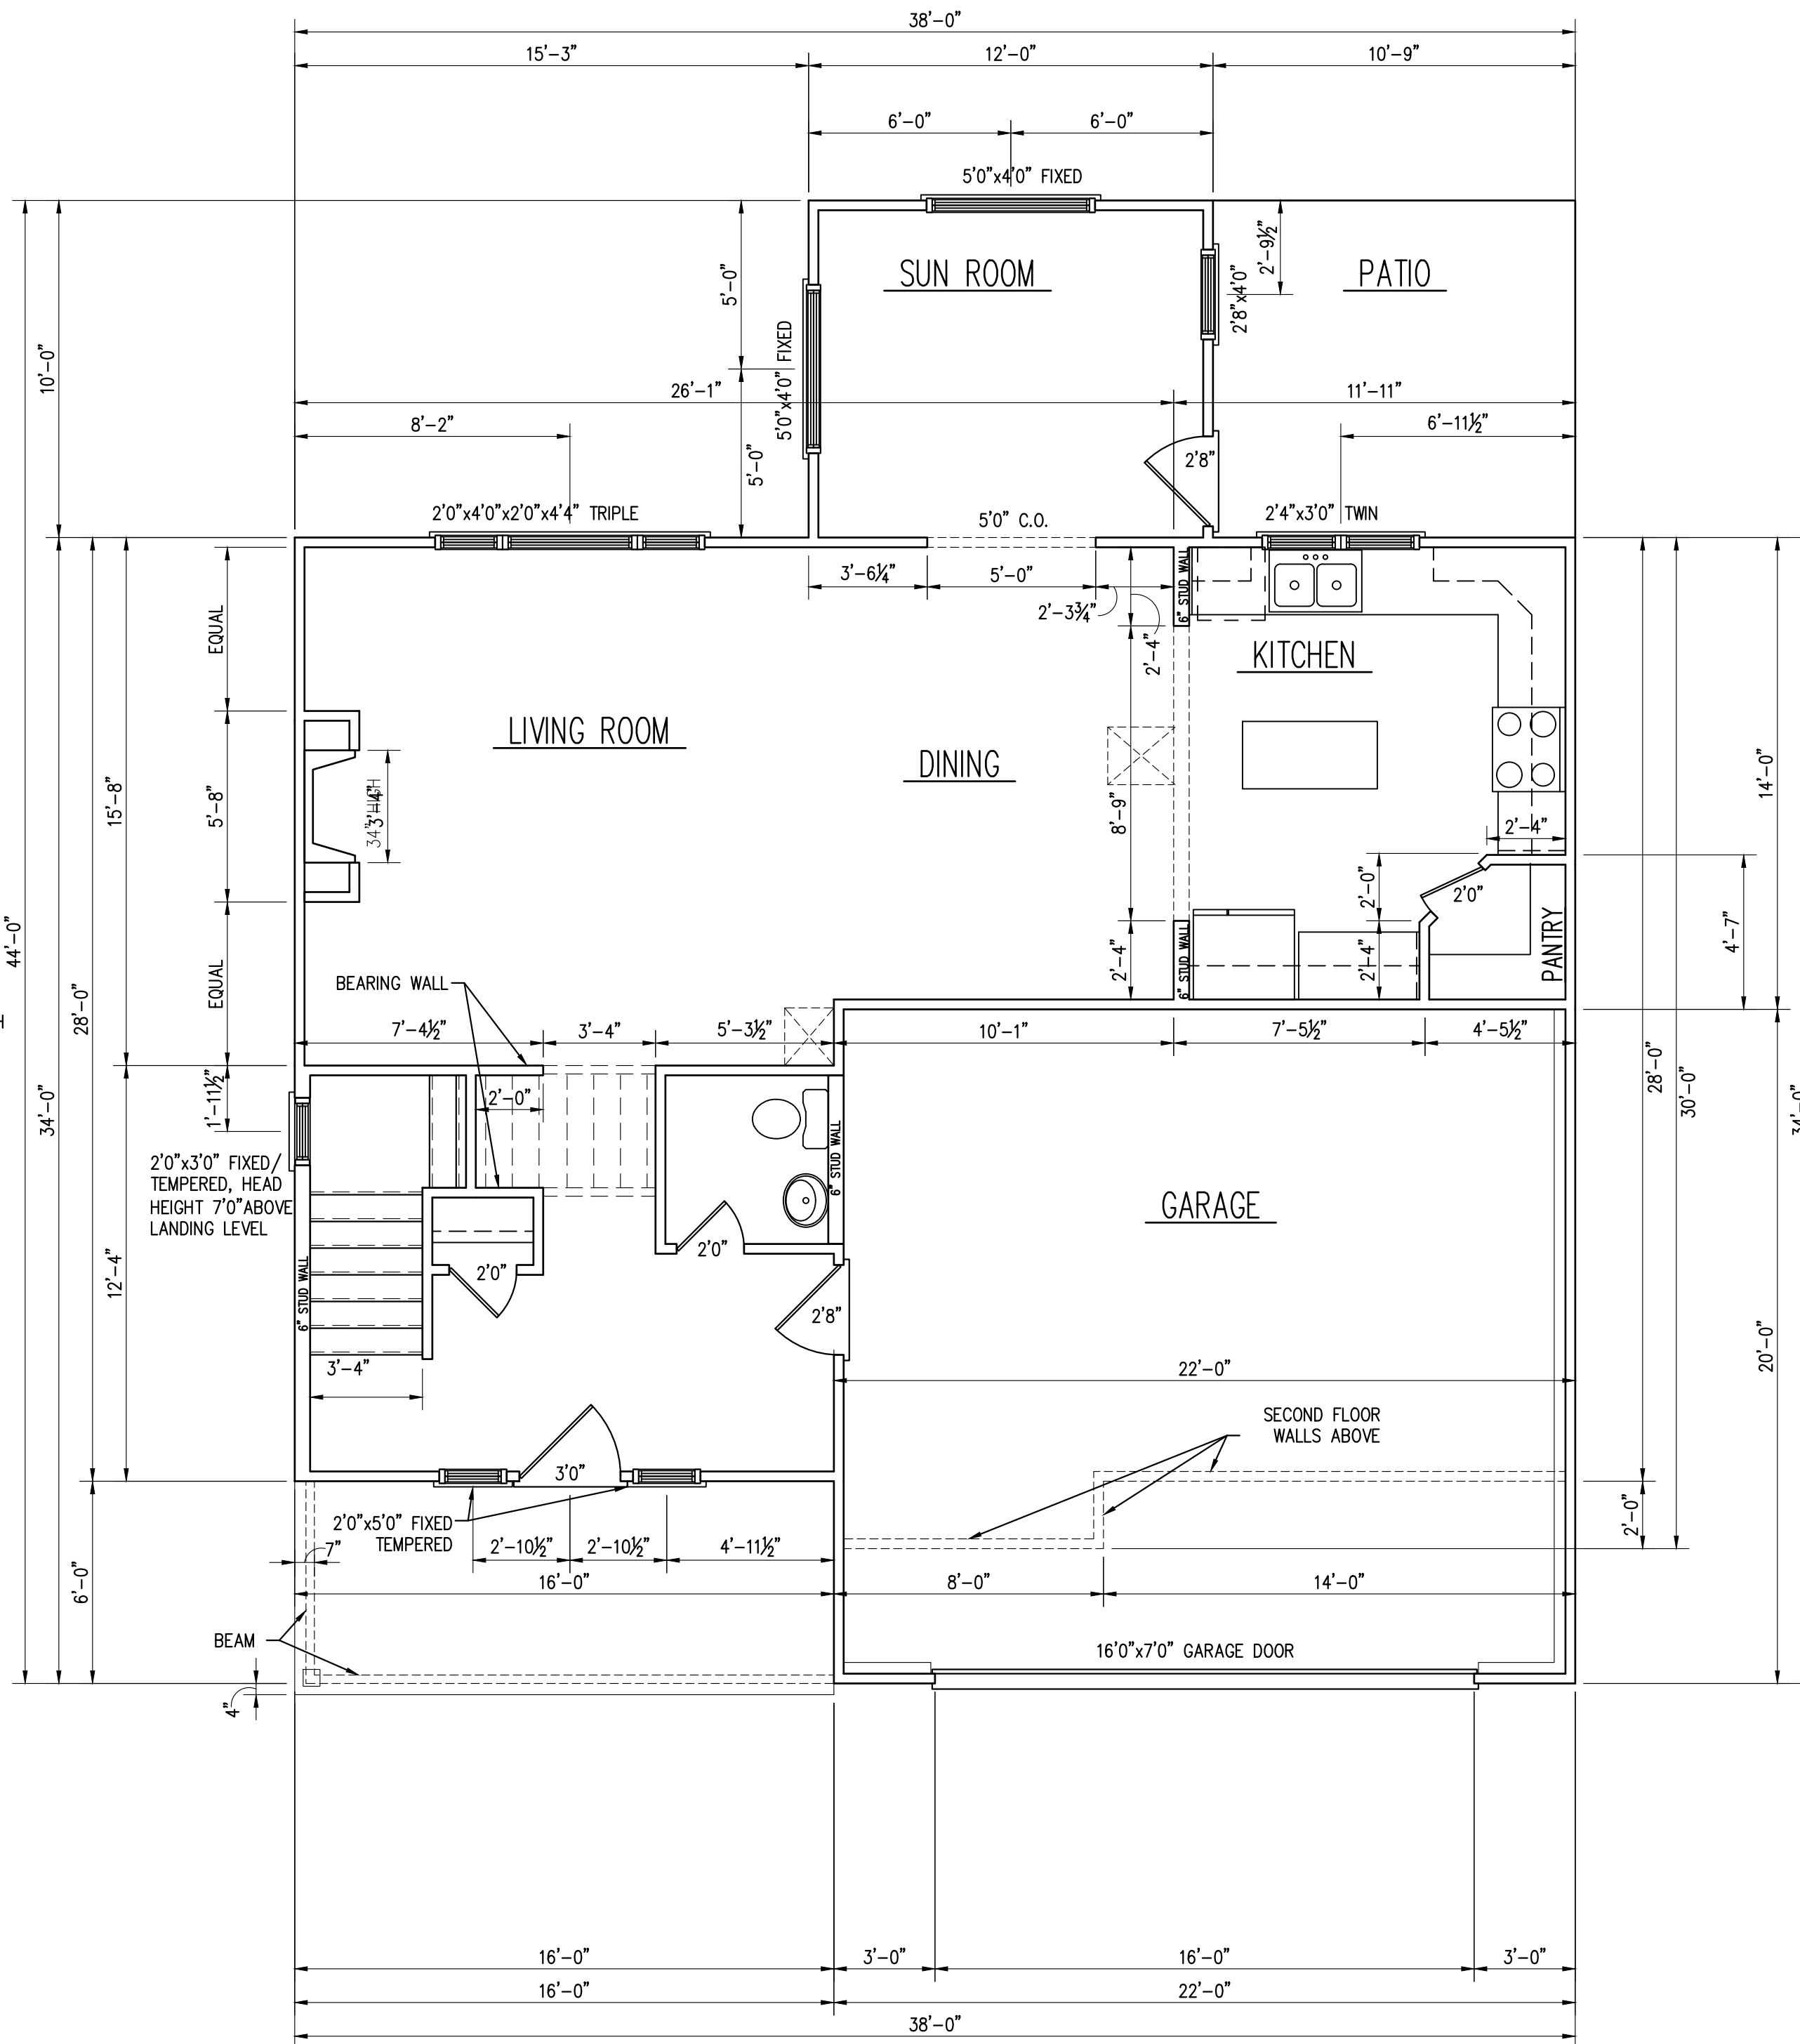 38'-0"
15'-3"
12'-0"
10'-9"
6'-0"
6'-0"
5'0"x4'0" FIXED
SUN ROOM
PATIO
2'-9½"
2'8"x4'0"
5'-0"
5'0"x4'0" FIXED
5'-0"
10'-0"
26'-1"
11'-11"
8'-2"
6'-11½"
2'8"
2'0"x4'0"x2'0"x4'4" TRIPLE
5'0" C.O.
2'4"x3'0" TWIN
3'-6¼"
5'-0"
2'-3¾"
2'-4"
6" STUD WALL
EQUAL
KITCHEN
LIVING ROOM
DINING
15'-8"
5'-8"
3'-4"
34" HIGH
8'-9"
14'-0"
2'-4"
2'-0"
2'0"
PANTRY
4'-7"
44'-0"
28'-0"
EQUAL
BEARING WALL
2'-4"
6" STUD WALL
2'-4"
7'-4½"
3'-4"
5'-3½"
10'-1"
7'-5½"
4'-5½"
28'-0"
30'-0"
34'-0"
34'-0"
1'-11½"
2'-0"
6" STUD WALL
2'0"x3'0" FIXED/
TEMPERED, HEAD
HEIGHT 7'0"ABOVE
LANDING LEVEL
GARAGE
12'-4"
6" STUD WALL
2'0"
2'0"
2'8"
3'-4"
22'-0"
20'-0"
SECOND FLOOR
WALLS ABOVE
3'0"
2'0"x5'0" FIXED
TEMPERED
7"
2'-10½"
2'-10½"
4'-11½"
2'-0"
6'-0"
16'-0"
8'-0"
14'-0"
BEAM
16'0"x7'0" GARAGE DOOR
4"
16'-0"
3'-0"
16'-0"
3'-0"
16'-0"
22'-0"
38'-0"